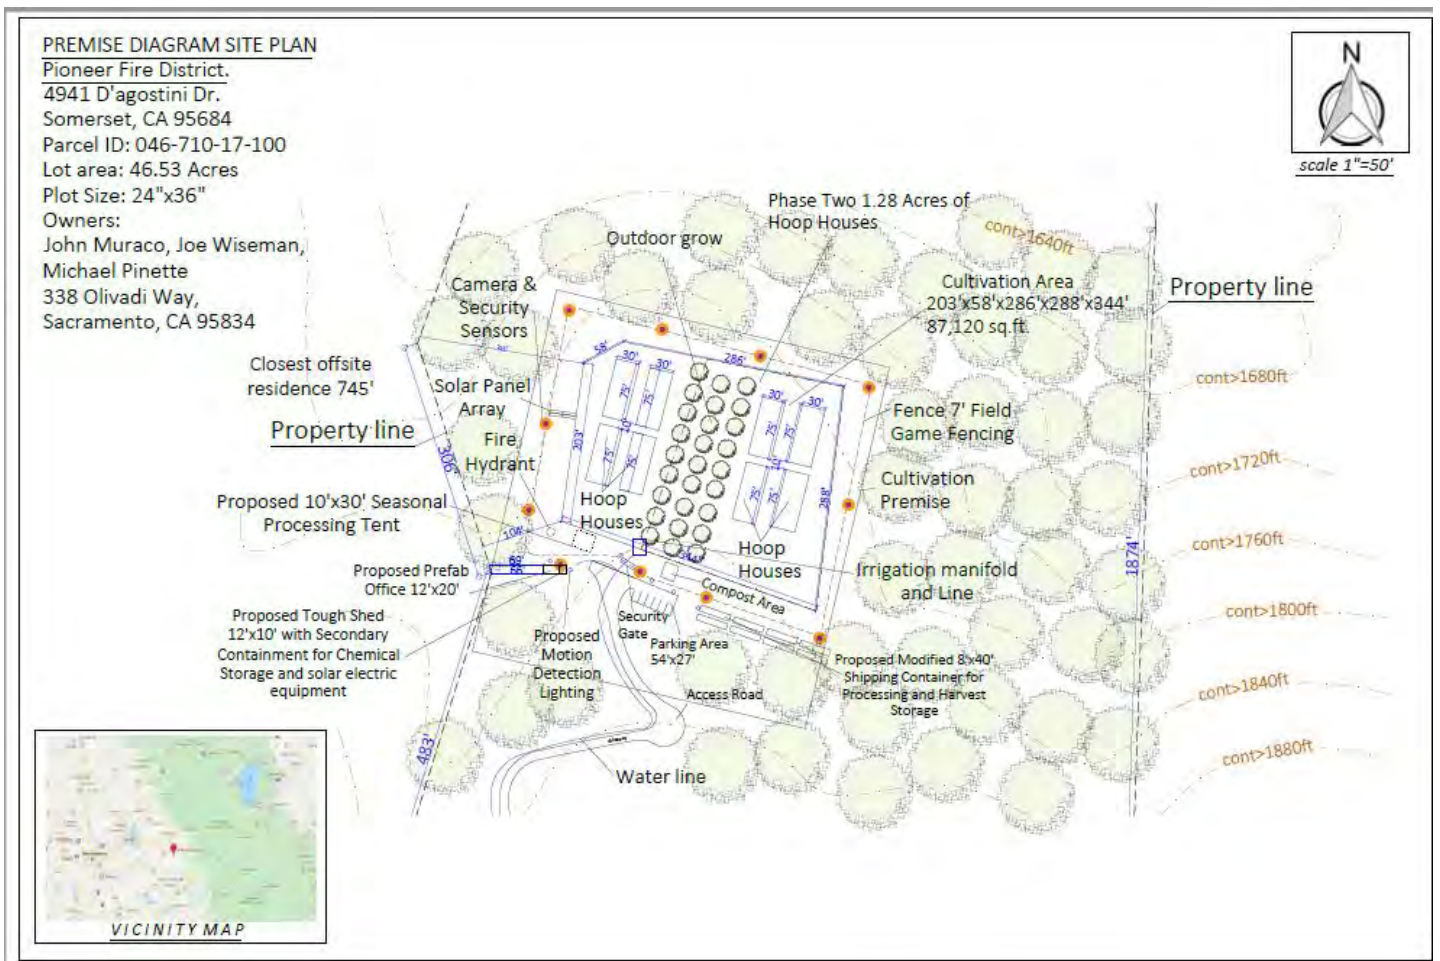 PREMISE DIAGRAM SITE PLAN
Pioneer Fire District.
4941 D'agostini Dr.
Somerset, CA 95684
Parcel ID: 046-710-17-100
Lot area: 46.53 Acres
Plot Size: 24"x36"
Owners:
John Muraco, Joe Wiseman,
Michael Pinette
338 Olivadi Way,
Sacramento, CA 95834
N
scale 1"=50'
Phase Two 1.28 Acres of
Hoop Houses
Outdoor grow
cont>1640ft
Camera &
Security
Sensors
Cultivation Area
203'x58'x286'x288'x344'
87,120 sq.ft.
Property line
Closest offsite
residence 745'
58'
286'
30'
30'
30'
30'
75'
75'
75'
75'
10'
10'
75'
75'
75'
75'
203'
288'
344'
cont>1680ft
Solar Panel
Array
Fence 7' Field
Game Fencing
Property line
Fire
Hydrant
306'
cont>1720ft
Cultivation
Premise
Proposed 10'x30' Seasonal
Processing Tent
Hoop
Houses
104'
cont>1760ft
Hoop
Houses
1874'
Proposed Prefab
Office 12'x20'
Irrigation manifold
and Line
Compost Area
cont>1800ft
Proposed Tough Shed
12'x10' with Secondary
Containment for Chemical
Storage and solar electric
equipment
Security
Gate
Proposed
Motion
Detection
Lighting
Parking Area
54'x27'
Proposed Modified 8'x40'
Shipping Container for
Processing and Harvest
Storage
Access Road
cont>1840ft
483'
cont>1880ft
Water line
VICINITY MAP